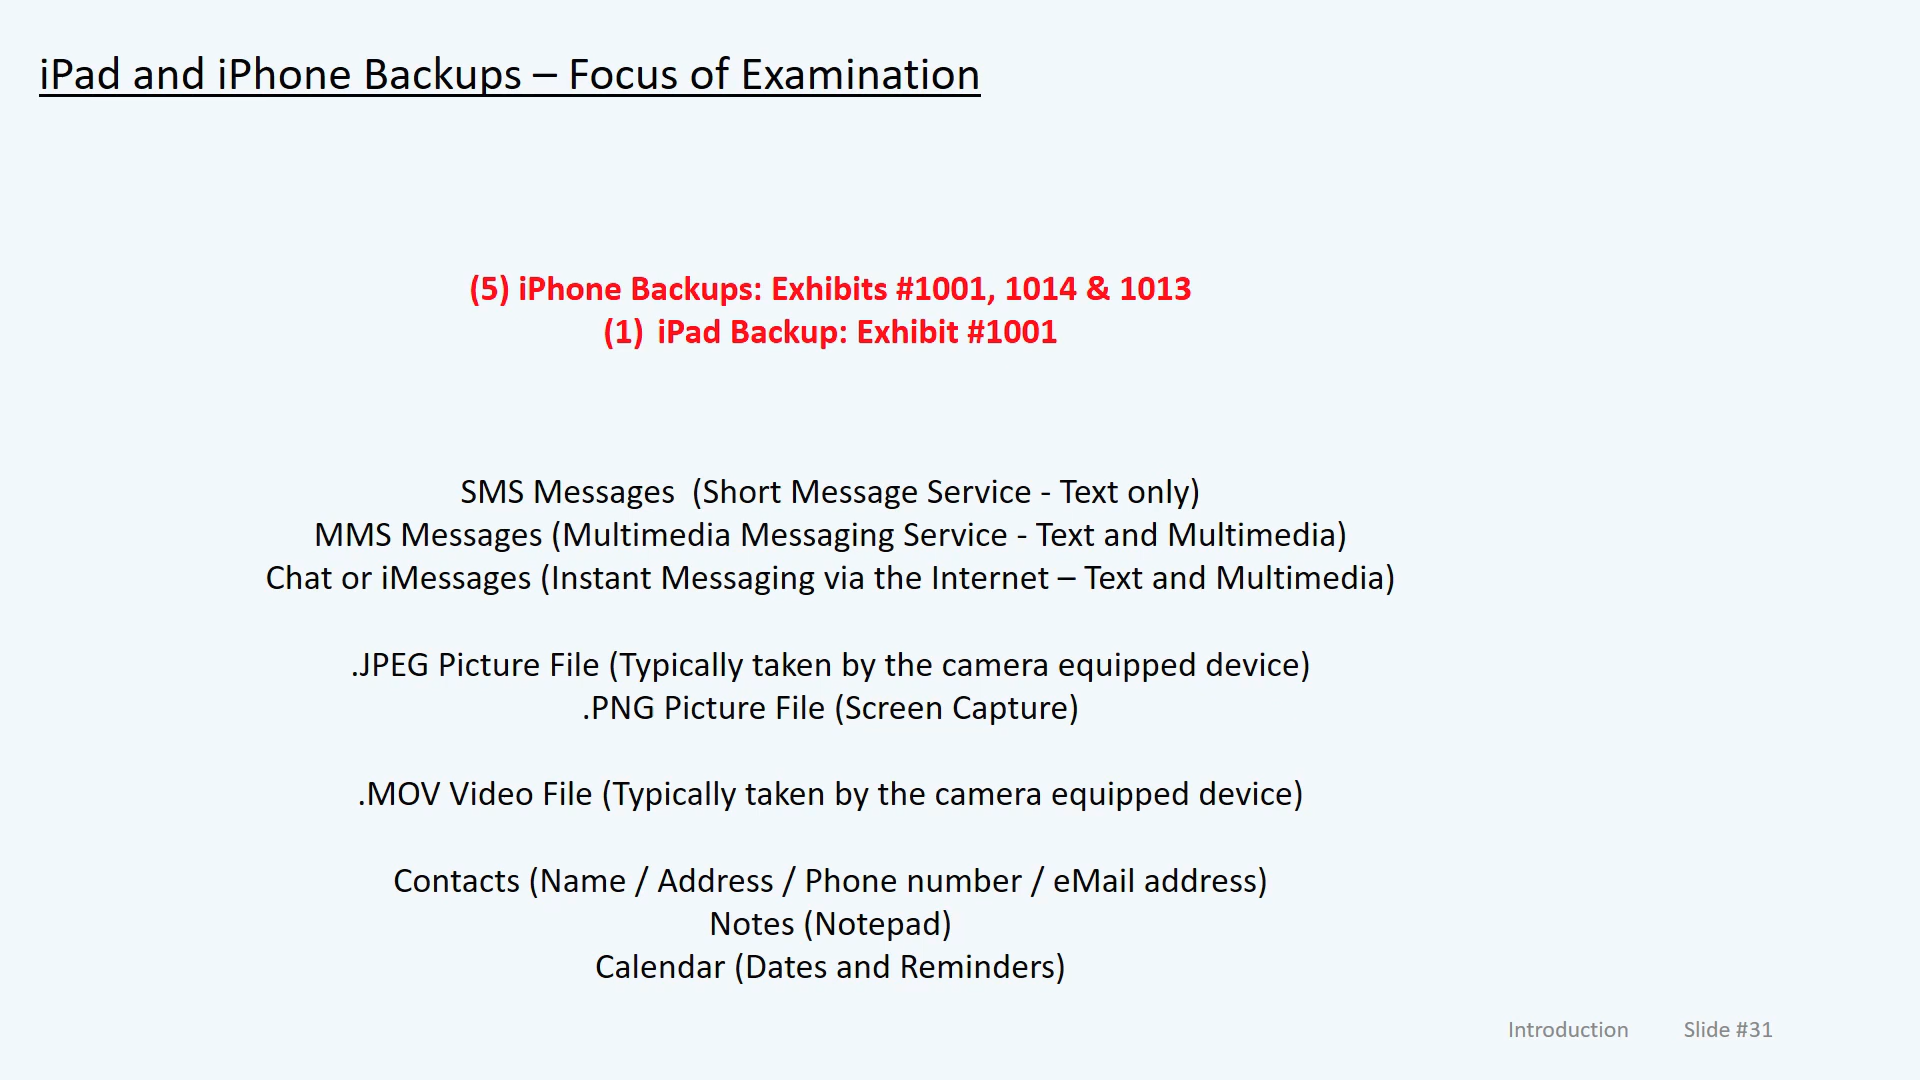 iPad and iPhone Backups – Focus of Examination
(5) iPhone Backups: Exhibits #1001, 1014 & 1013
(1) iPad Backup: Exhibit #1001
SMS Messages (Short Message Service - Text only)
MMS Messages (Multimedia Messaging Service - Text and Multimedia)
Chat or iMessages (Instant Messaging via the Internet – Text and Multimedia)
.JPEG Picture File (Typically taken by the camera equipped device)
.PNG Picture File (Screen Capture)
.MOV Video File (Typically taken by the camera equipped device)
Contacts (Name / Address / Phone number / eMail address)
Notes (Notepad)
Calendar (Dates and Reminders)
Introduction Slide #31